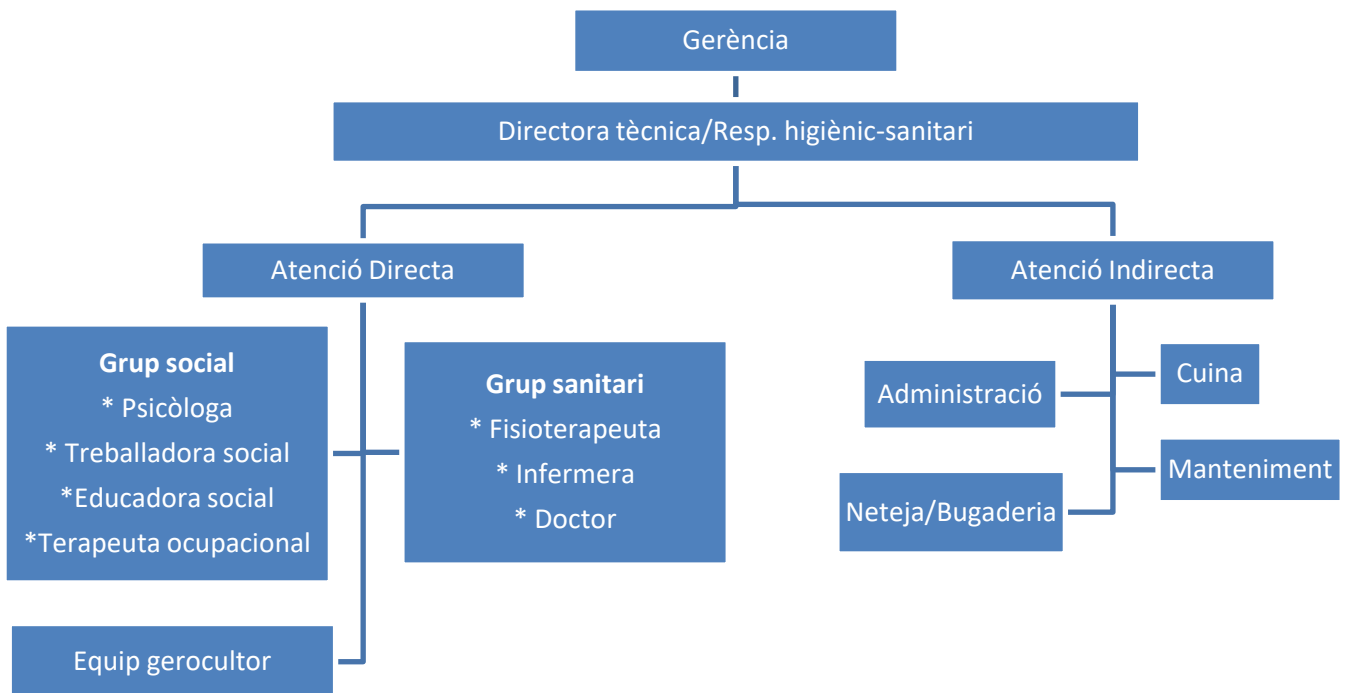 Gerència
Directora tècnica/Resp. higiènic-sanitari
Atenció Directa
Atenció Indirecta
Grup social
* Psicòloga
* Treballadora social
*Educadora social
*Terapeuta ocupacional
Grup sanitari
* Fisioterapeuta
* Infermera
* Doctor
Equip gerocultor
Administració
Cuina
Neteja/Bugaderia
Manteniment